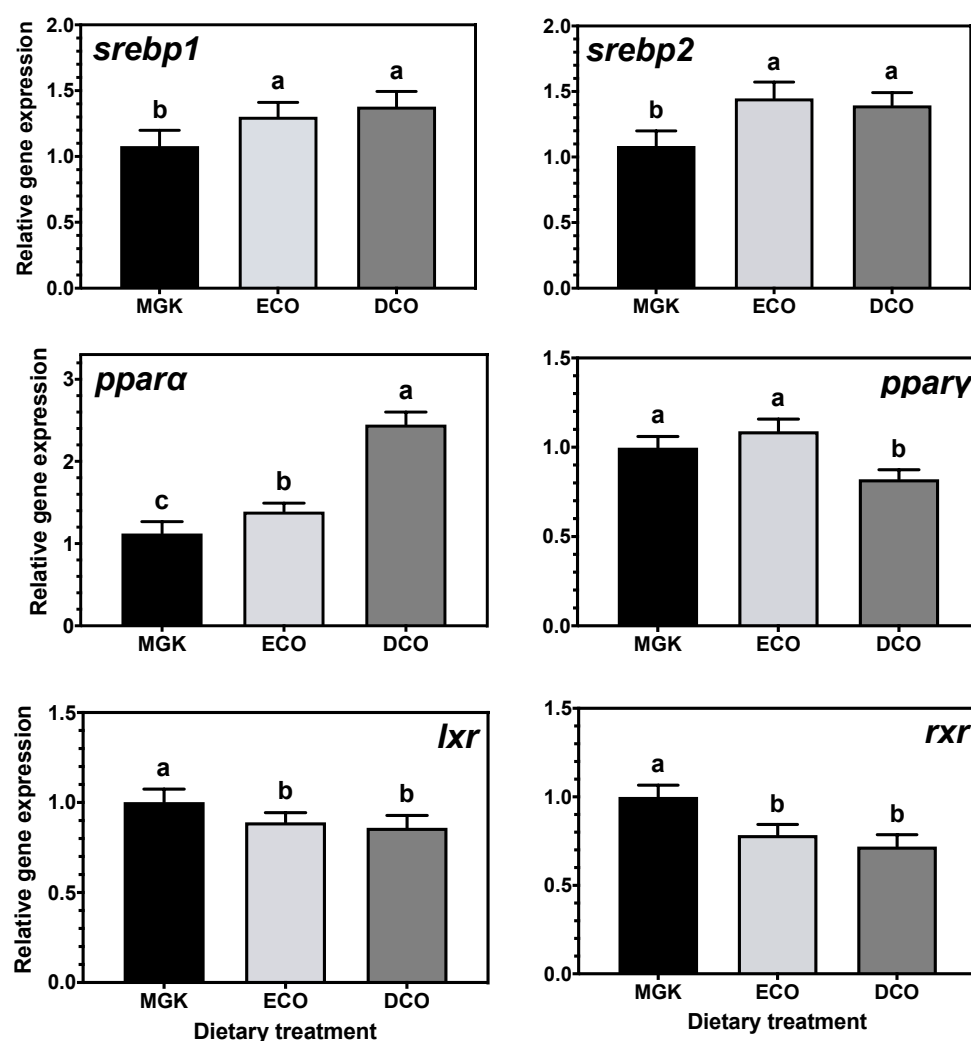 srebp1
Relative gene expression
2.0
1.5
1.0
0.5
0.0
b
a
a
MGK
ECO
DCO
srebp2
2.0
1.5
1.0
0.5
0.0
b
a
a
MGK
ECO
DCO
pparα
Relative gene expression
3
2
1
0
c
b
a
MGK
ECO
DCO
pparγ
1.5
1.0
0.5
0.0
a
a
b
MGK
ECO
DCO
lxr
Relative gene expression
1.5
1.0
0.5
0.0
a
b
b
MGK
ECO
DCO
Dietary treatment
rxr
1.5
1.0
0.5
0.0
a
b
b
MGK
ECO
DCO
Dietary treatment